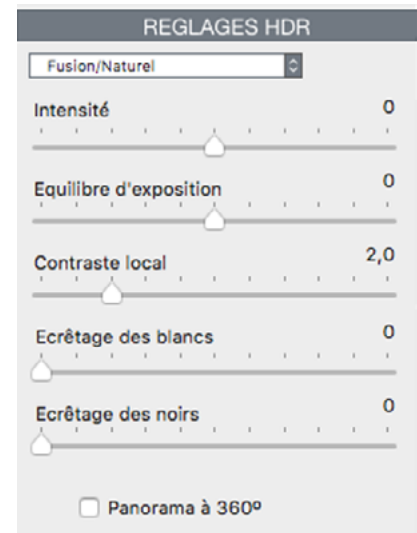 REGLAGES HDR
Fusion/Naturel
Intensité 0
Equilibre d'exposition 0
Contraste local 2,0
Ecrêtage des blancs 0
Ecrêtage des noirs 0
Panorama à 360º